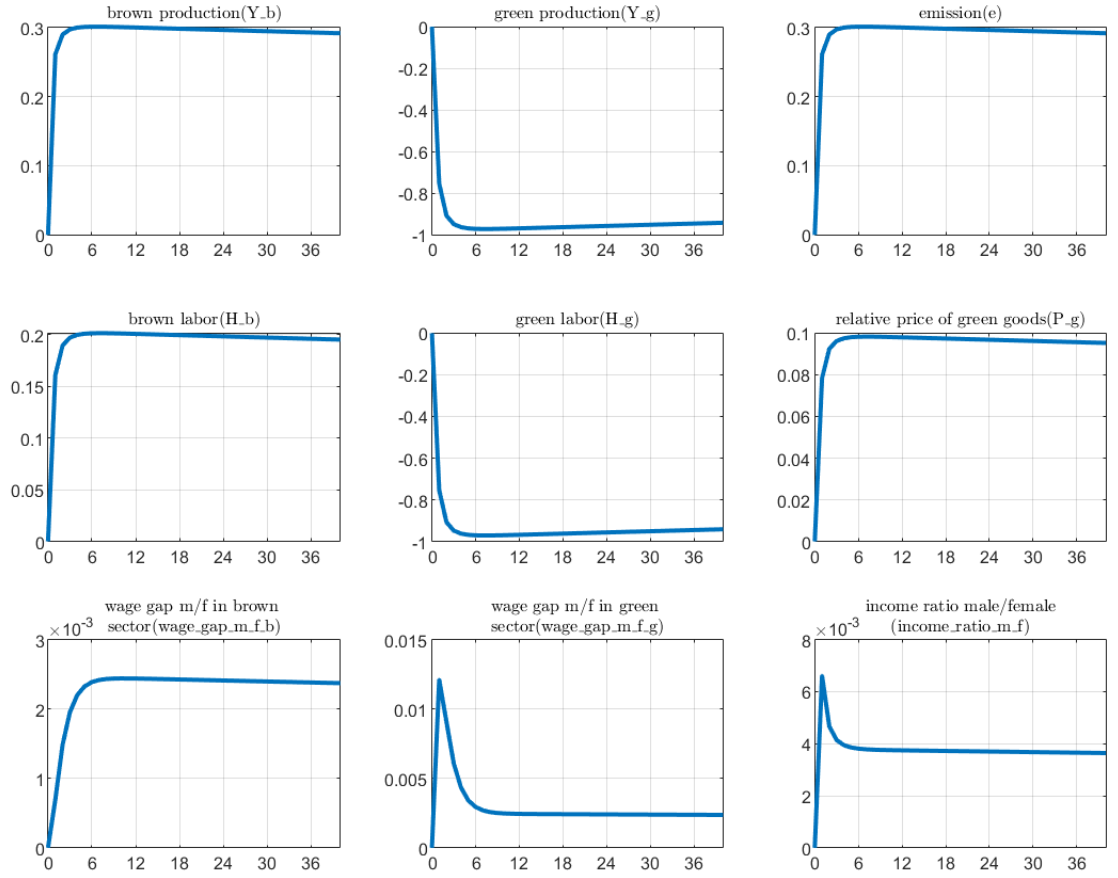 brown production(Y_b)
green production(Y_g)
emission(e)
0.3
0.2
0.1
0
0 6 12 18 24 30 36
0
-0.2
-0.4
-0.6
-0.8
-1
0 6 12 18 24 30 36
0.3
0.2
0.1
0
0 6 12 18 24 30 36
brown labor(H_b)
green labor(H_g)
relative price of green goods(P_g)
0.2
0.15
0.1
0.05
0
0 6 12 18 24 30 36
0
-0.2
-0.4
-0.6
-0.8
-1
0 6 12 18 24 30 36
0.1
0.08
0.06
0.04
0.02
0
0 6 12 18 24 30 36
wage gap m/f in brown
sector(wage_gap_m_f_b)
wage gap m/f in green
sector(wage_gap_m_f_g)
income ratio male/female
(income_ratio_m_f)
×10⁻³
3
2
1
0
0 6 12 18 24 30 36
0.015
0.01
0.005
0
0 6 12 18 24 30 36
×10⁻³
8
6
4
2
0
0 6 12 18 24 30 36